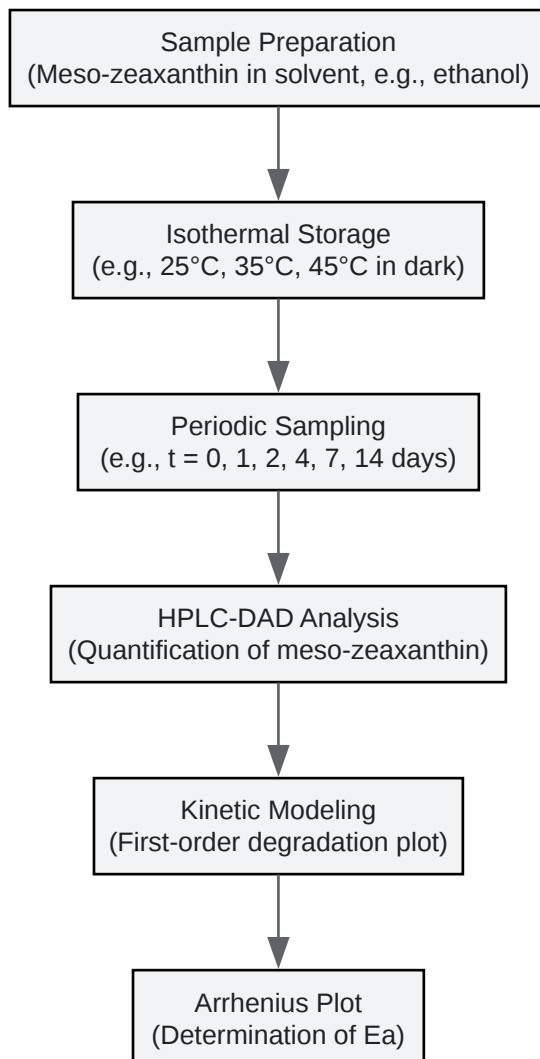 Sample Preparation
(Meso-zeaxanthin in solvent, e.g., ethanol)
Isothermal Storage
(e.g., 25°C, 35°C, 45°C in dark)
Periodic Sampling
(e.g., t = 0, 1, 2, 4, 7, 14 days)
HPLC-DAD Analysis
(Quantification of meso-zeaxanthin)
Kinetic Modeling
(First-order degradation plot)
Arrhenius Plot
(Determination of Ea)